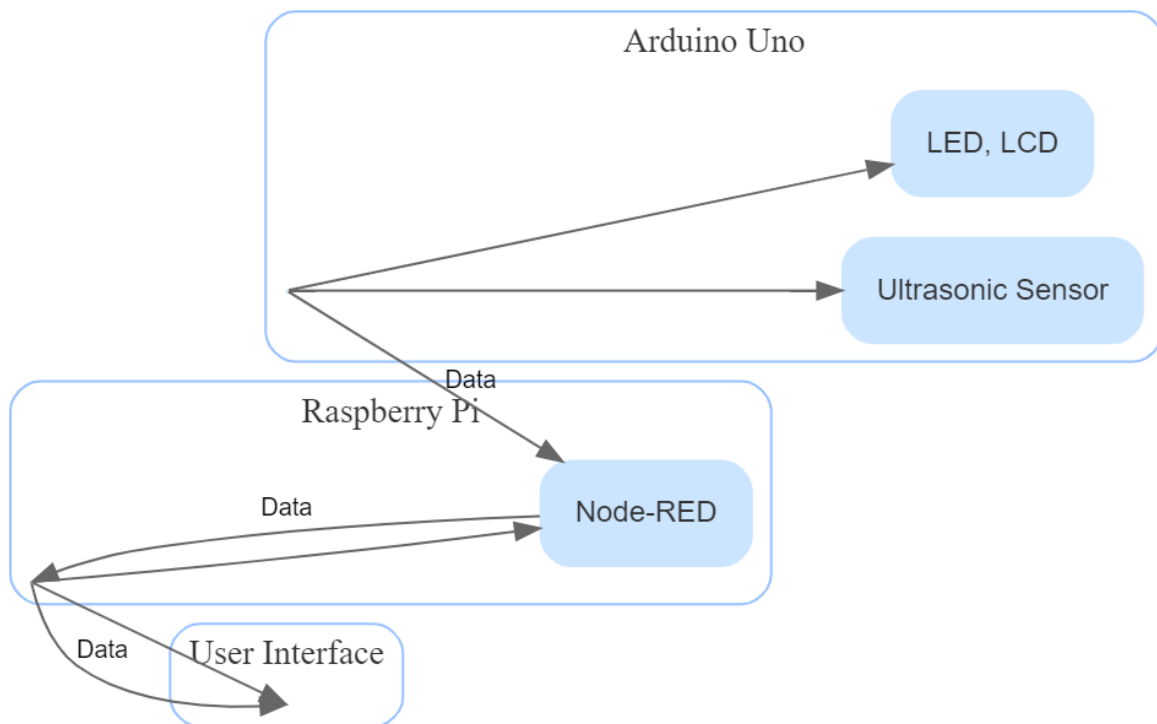 Arduino Uno
LED, LCD
Ultrasonic Sensor
Data
Raspberry Pi
Data
Node-RED
Data
User Interface